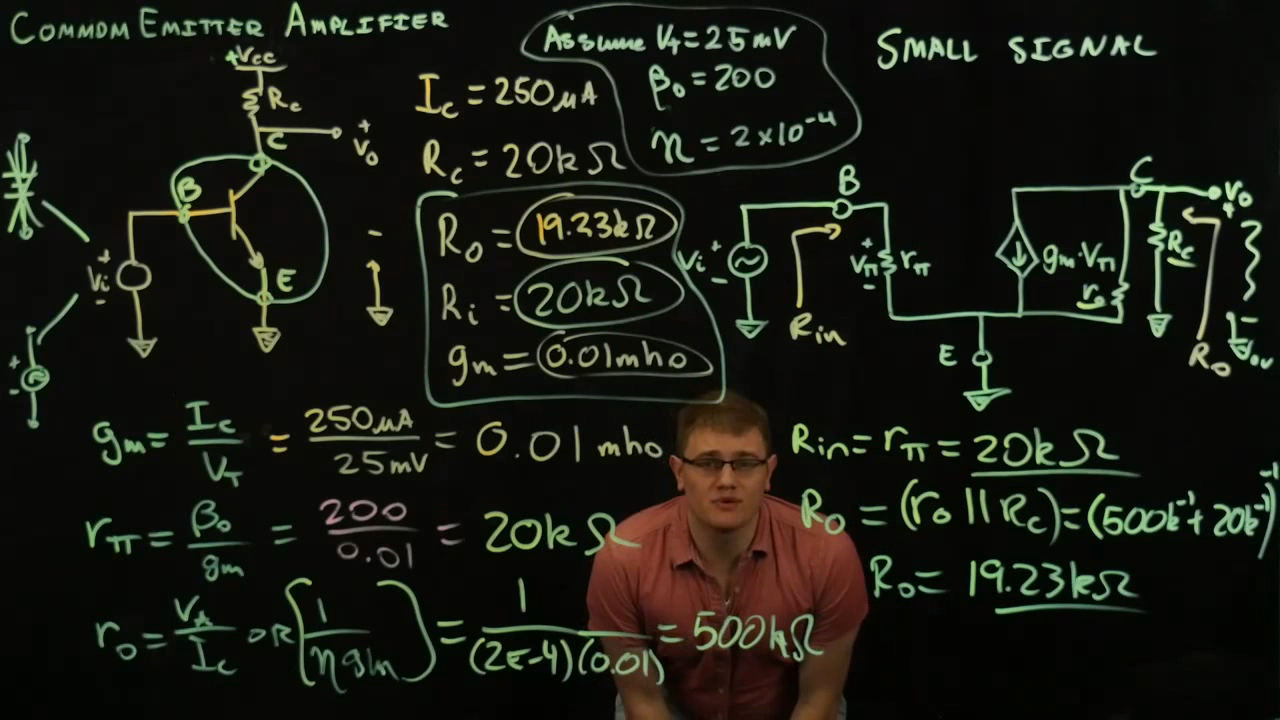 COMMOM EMITTER AMPLIFIER
Assume V_T = 25mV
β₀ = 200
η = 2 × 10⁻⁴
SMALL SIGNAL
+Vcc
Rc
C
+
Vo
-
B
E
Vi
+
-
+
-
Ic = 250μA
Rc = 20kΩ
Ro = 19.23kΩ
Ri = 20kΩ
gm = 0.01mho
B
Vi
+
-
Rin
+
Vπ
-
rπ
gm·Vπ
ro
C
Rc
Vo
+
-
Ro
0v
E
gm = Ic/V_T = 250μA/25mV = 0.01 mho
rπ = β₀/gm = 200/0.01 = 20kΩ
ro = V_A/Ic OR (1/ηgm) = 1/(2E-4)(0.01) = 500kΩ
Rin = rπ = 20kΩ
Ro = (ro || Rc) = (500k⁻¹ + 20k⁻¹)⁻¹
Ro = 19.23kΩ